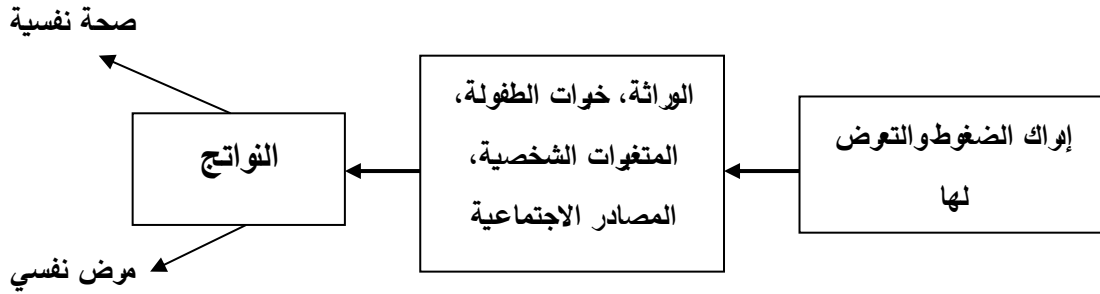 إدراك الضغوط والتعرض
لها
الوراثة، خبرات الطفولة،
المتغيرات الشخصية،
المصادر الاجتماعية
النواتج
صحة نفسية
مرض نفسي